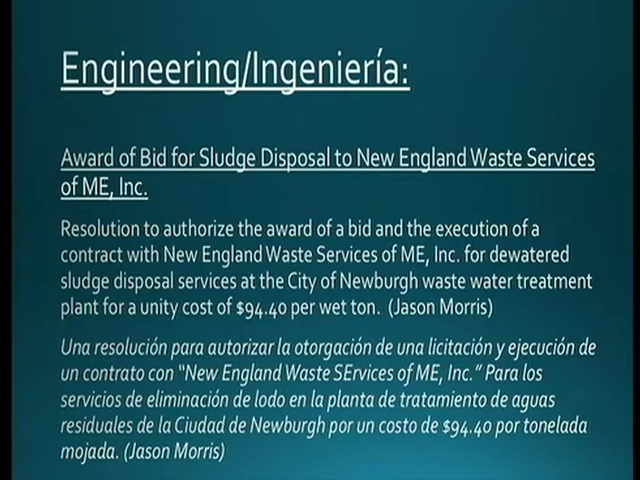 Engineering/Ingeniería:
Award of Bid for Sludge Disposal to New England Waste Services
of ME, Inc.
Resolution to authorize the award of a bid and the execution of a
contract with New England Waste Services of ME, Inc. for dewatered
sludge disposal services at the City of Newburgh waste water treatment
plant for a unity cost of $94.40 per wet ton.  (Jason Morris)
Una resolución para autorizar la otorgación de una licitación y ejecución de
un contrato con "New England Waste SErvices of ME, Inc." Para los
servicios de eliminación de lodo en la planta de tratamiento de aguas
residuales de la Ciudad de Newburgh por un costo de $94.40 por tonelada
mojada. (Jason Morris)